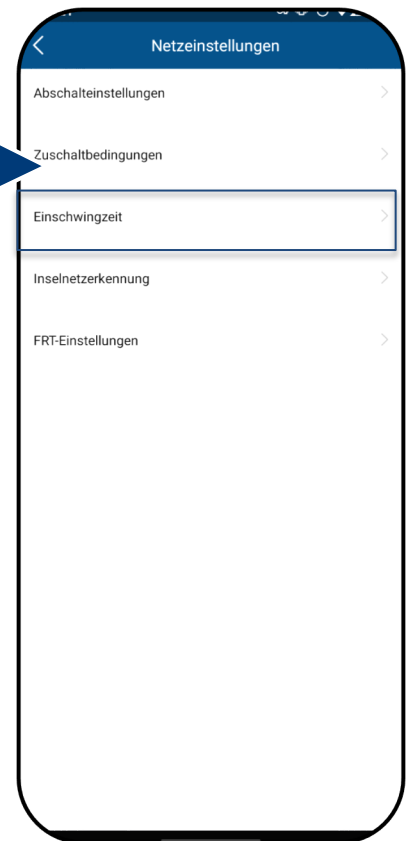 Netzeinstellungen
Abschalteinstellungen
Zuschaltbedingungen
Einschwingzeit
Inselnetzerkennung
FRT-Einstellungen